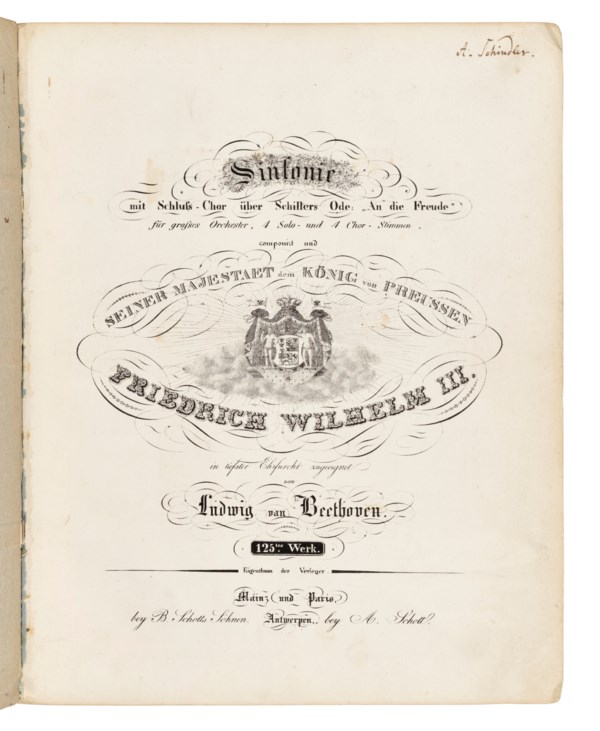 A. Schindler.
Sinfonie
mit Schluſs-Chor über Schillers Ode: „An die Freude"
für großes Orchester, 4 Solo- und 4 Chor-Stimmen,
componirt und
SEINER MAJESTAET dem KÖNIG von PREUSSEN
FRIEDRICH WILHELM III.
in tiefster Ehrfurcht zugeeignet
von
Ludwig van Beethoven.
125tes Werk.
Eigenthum der Verleger.
Mainz und Paris,
bey B. Schotts Söhnen. Antwerpen, bey A. Schott.